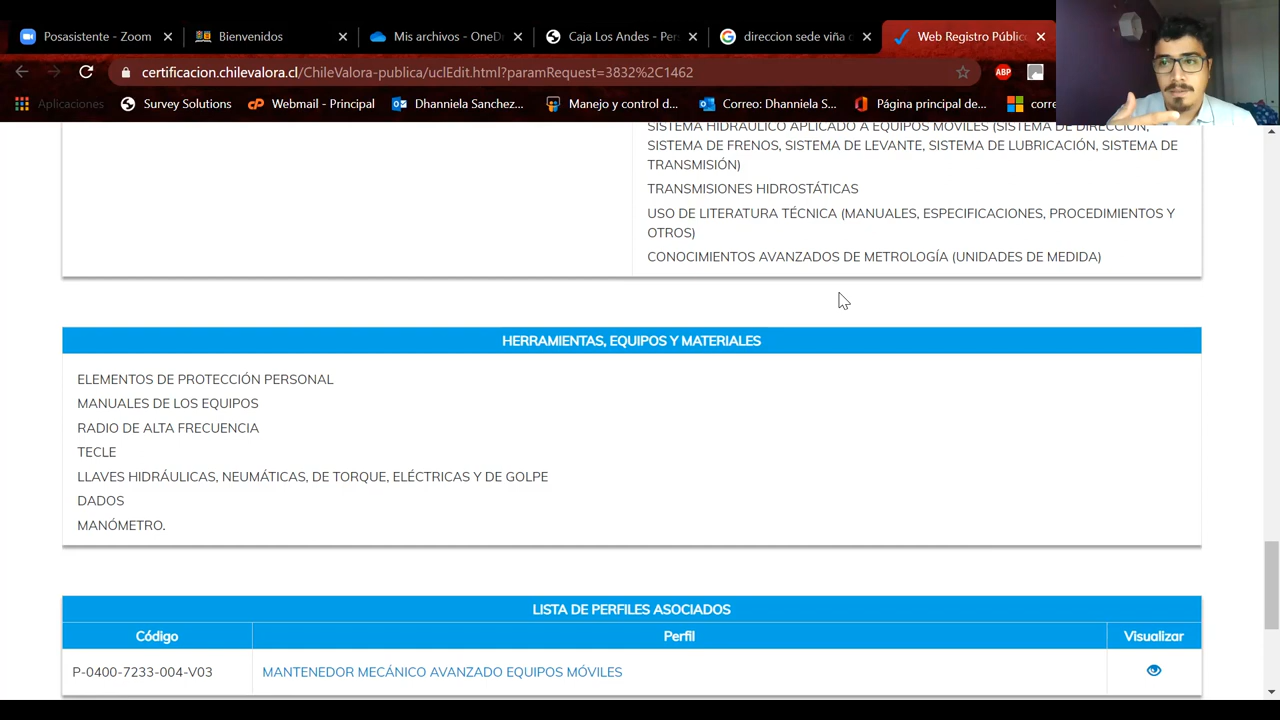 Posasistente - Zoom
Bienvenidos
Mis archivos - OneD
Caja Los Andes - Pers
direccion sede viña d
Web Registro Públic
certificacion.chilevalora.cl/ChileValora-publica/uclEdit.html?paramRequest=3832%2C1462
ABP
Aplicaciones
Survey Solutions
Webmail - Principal
Dhanniela Sanchez...
Manejo y control d...
Correo: Dhanniela S...
Página principal de...
corre
SISTEMA HIDRÁULICO APLICADO A EQUIPOS MÓVILES (SISTEMA DE DIRECCIÓN,
SISTEMA DE FRENOS, SISTEMA DE LEVANTE, SISTEMA DE LUBRICACIÓN, SISTEMA DE
TRANSMISIÓN)
TRANSMISIONES HIDROSTÁTICAS
USO DE LITERATURA TÉCNICA (MANUALES, ESPECIFICACIONES, PROCEDIMIENTOS Y
OTROS)
CONOCIMIENTOS AVANZADOS DE METROLOGÍA (UNIDADES DE MEDIDA)
HERRAMIENTAS, EQUIPOS Y MATERIALES
ELEMENTOS DE PROTECCIÓN PERSONAL
MANUALES DE LOS EQUIPOS
RADIO DE ALTA FRECUENCIA
TECLE
LLAVES HIDRÁULICAS, NEUMÁTICAS, DE TORQUE, ELÉCTRICAS Y DE GOLPE
DADOS
MANÓMETRO.
LISTA DE PERFILES ASOCIADOS
Código Perfil Visualizar
P-0400-7233-004-V03 MANTENEDOR MECÁNICO AVANZADO EQUIPOS MÓVILES